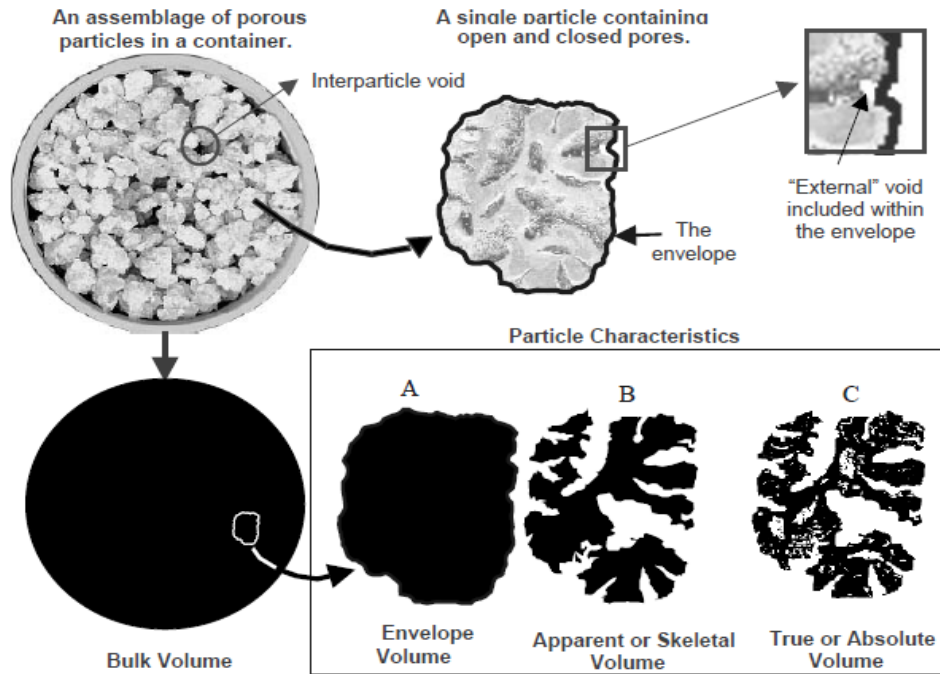 An assemblage of porous
particles in a container.
A single particle containing
open and closed pores.
Interparticle void
"External" void
included within
the envelope
The
envelope
Particle Characteristics
A
B
C
Bulk Volume
Envelope
Volume
Apparent or Skeletal
Volume
True or Absolute
Volume